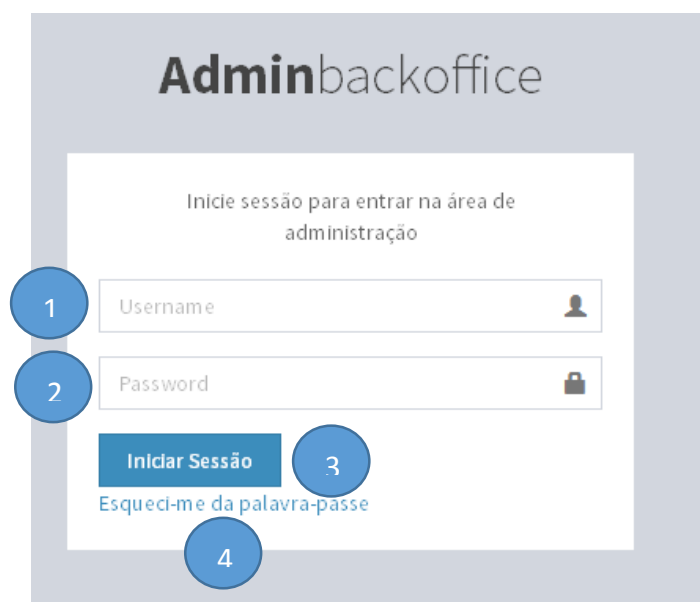 Adminbackoffice
Inicie sessão para entrar na área de
administração
1
Username
2
Password
Iniciar Sessão
3
Esqueci-me da palavra-passe
4